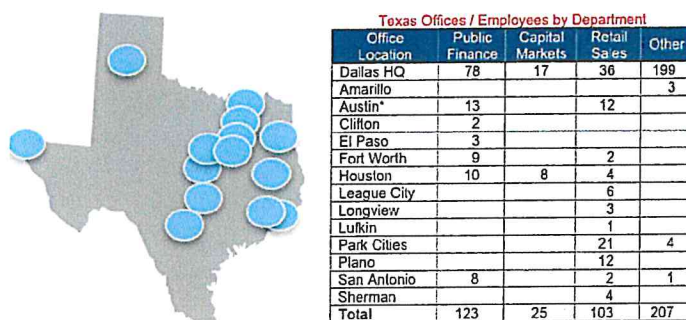 Texas Offices / Employees by Department
Office Location Public Finance Capital Markets Retail Sales Other
Dallas HQ 78 17 36 199
Amarillo 3
Austin* 13 12
Clifton 2
El Paso 3
Fort Worth 9 2
Houston 10 8 4
League City 6
Longview 3
Lufkin 1
Park Cities 21 4
Plano 12
San Antonio 8 2 1
Sherman 4
Total 123 25 103 207